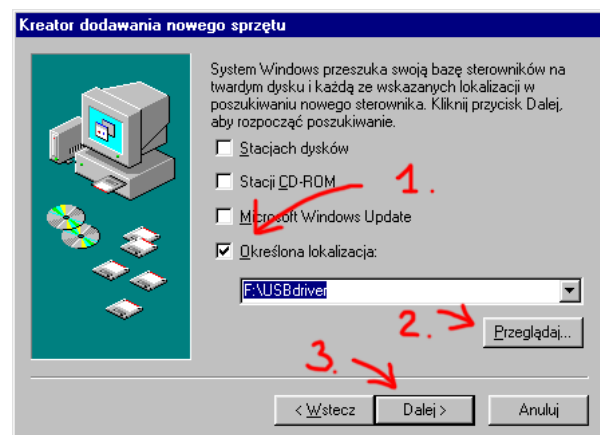 Kreator dodawania nowego sprzętu
System Windows przeszuka swoją bazę sterowników na
twardym dysku i każdą ze wskazanych lokalizacji w
poszukiwaniu nowego sterownika. Kliknij przycisk Dalej,
aby rozpocząć poszukiwanie.
Stacjach dysków
Stacji CD-ROM
1.
Microsoft Windows Update
Określona lokalizacja:
F:\USBdriver
2.
Przeglądaj...
3.
< Wstecz
Dalej >
Anuluj